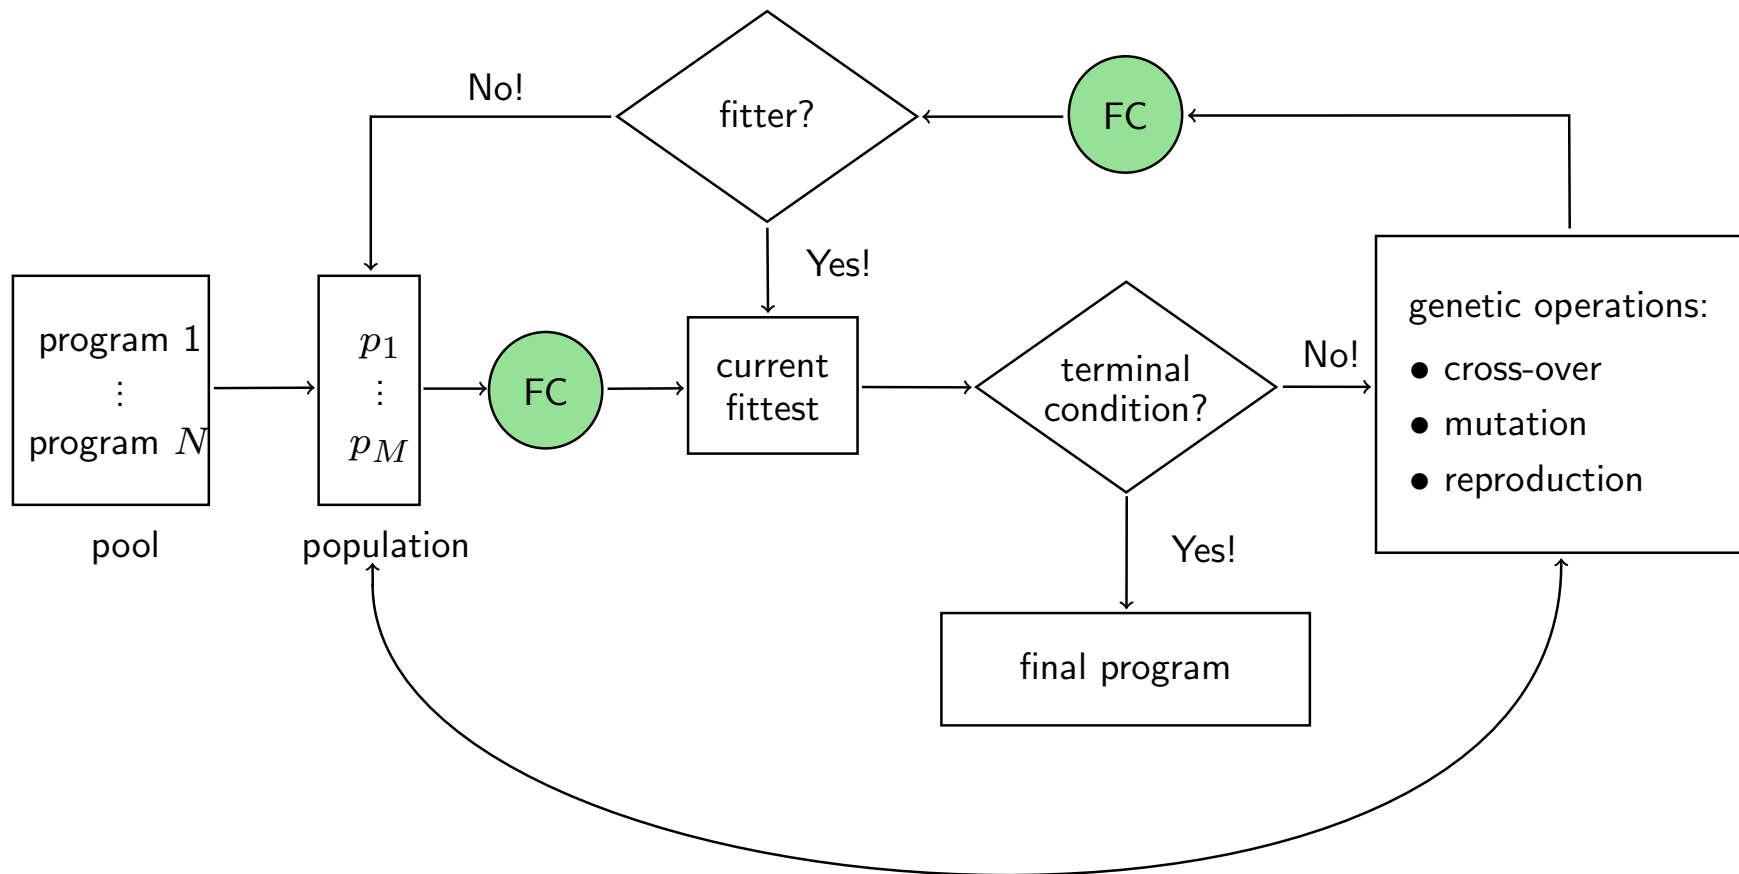 No!
fitter?
FC
Yes!
program 1
⋮
program N
pool
p₁
⋮
p_M
population
FC
current
fittest
terminal
condition?
No!
Yes!
final program
genetic operations:
● cross-over
● mutation
● reproduction